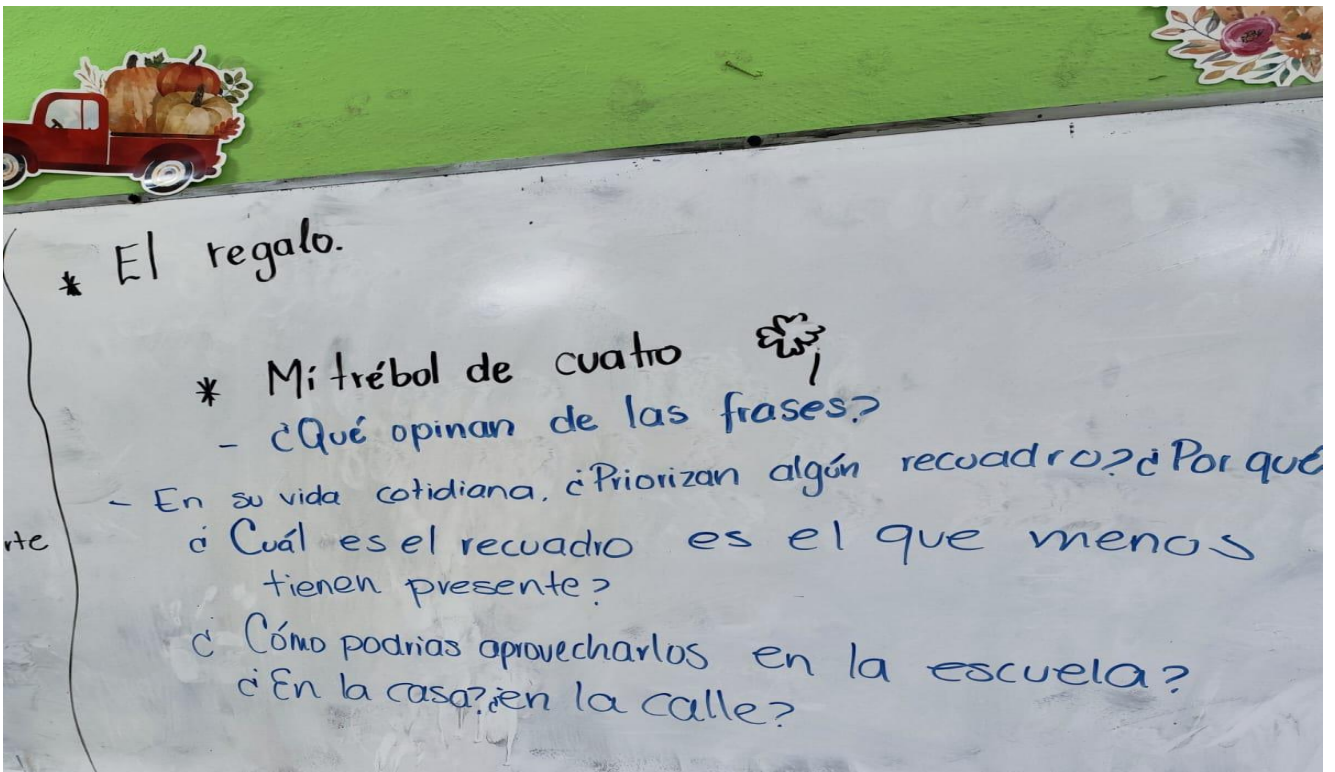 * El regalo.
* Mi trébol de cuatro
- ¿Qué opinan de las frases?
- En su vida cotidiana. ¿Priorizan algún recuadro? ¿Por qué
rte
¿Cuál es el recuadro es el que menos
tienen presente?
¿Cómo podrias aprovecharlos en la escuela?
¿En la casa? ¿en la calle?